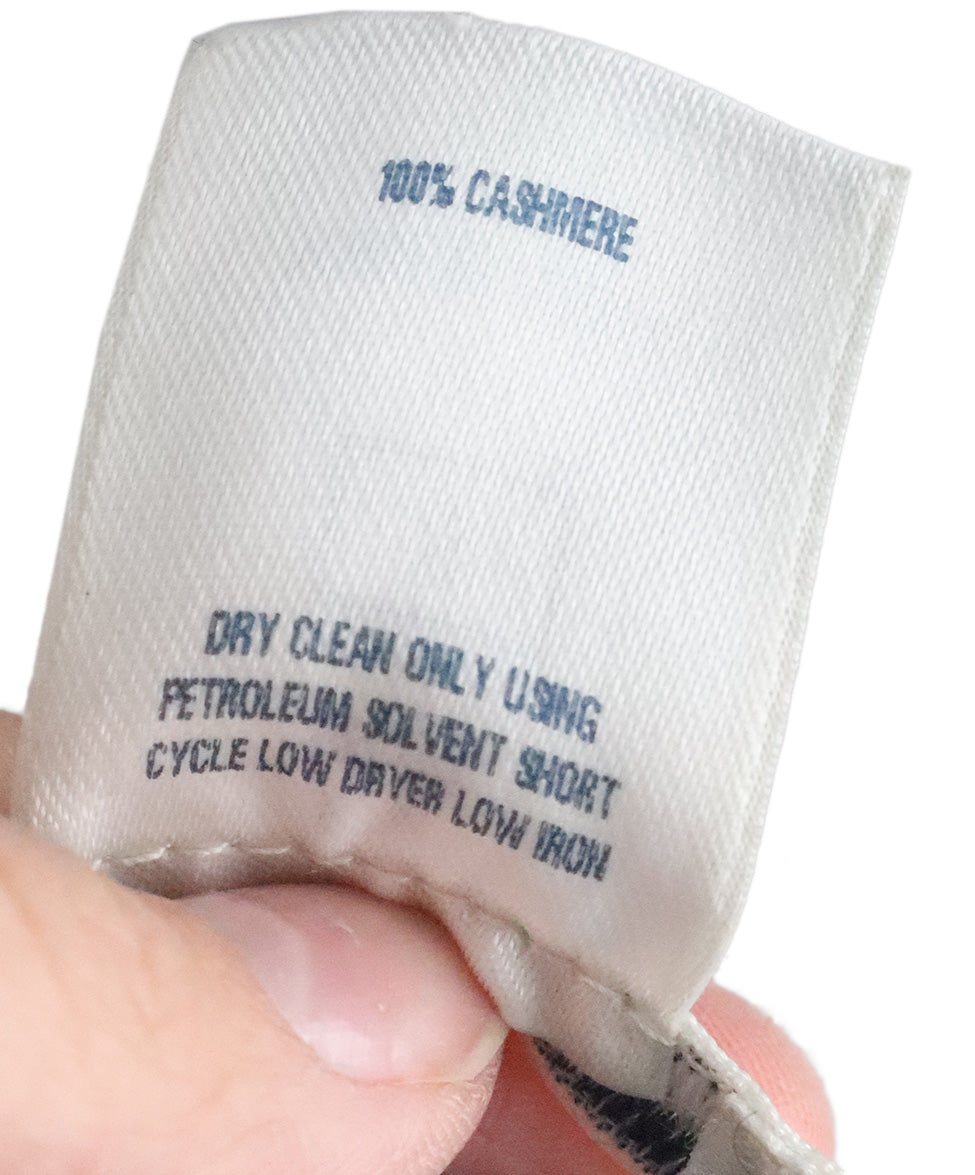 100% CASHMERE
DRY CLEAN ONLY USING
PETROLEUM SOLVENT SHORT
CYCLE LOW DRYER LOW IRON